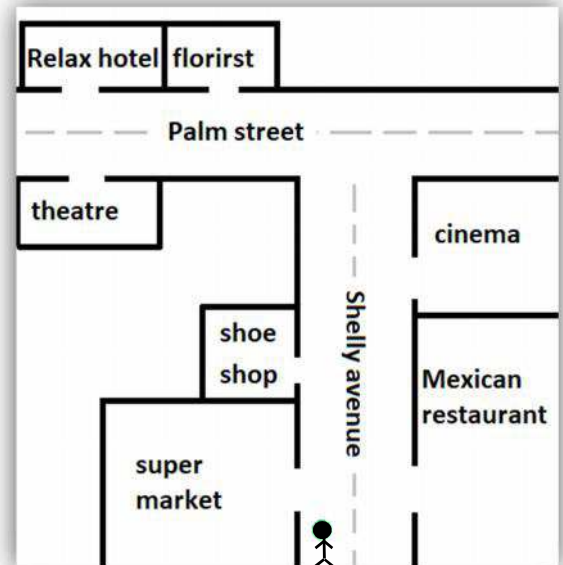 Relax hotel florirst
Palm street
theatre
cinema
Shelly avenue
shoe
shop
Mexican
restaurant
super
market